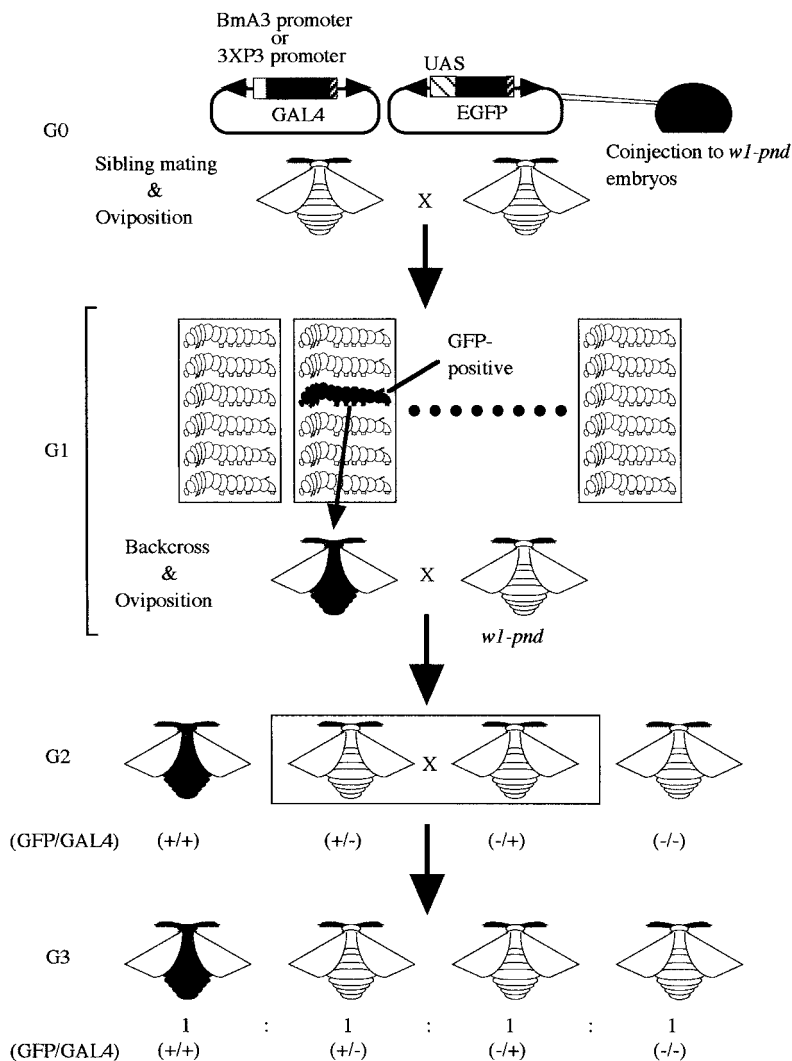 BmA3 promoter
or
3XP3 promoter
UAS
GAL4
EGFP
G0
Sibling mating
&
Oviposition
X
Coinjection to w1-pnd
embryos
GFP-
positive
G1
Backcross
&
Oviposition
X
w1-pnd
G2
X
(GFP/GAL4) (+/+) (+/-) (-/+) (-/-)
G3
1 : 1 : 1 : 1
(GFP/GAL4) (+/+) (+/-) (-/+) (-/-)